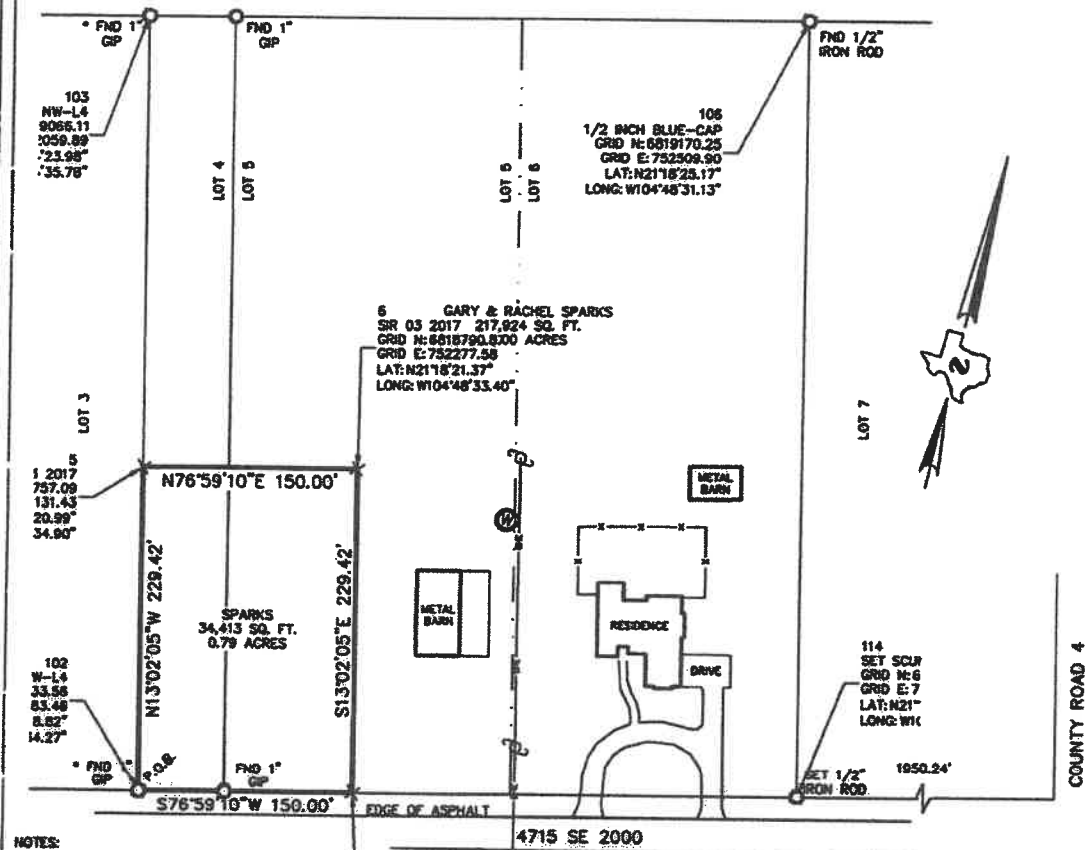 * FND 1"
GIP
FND 1"
GIP
FND 1/2"
IRON ROD
103
NW-L4
9066.11
2059.89
'23.98"
'35.78"
106
1/2 INCH BLUE-CAP
GRID N:6819170.25
GRID E:752509.90
LAT:N21°18'25.17"
LONG:W104°48'31.13"
LOT 4
LOT 5
LOT 5
LOT 6
6 GARY & RACHEL SPARKS
SIR 03 2017 217,924 SQ. FT.
GRID N:6818790.8 ACRES
GRID E:752277.58
LAT:N21°18'21.37"
LONG:W104°48'33.40"
LOT 3
LOT 7
5
1 2017
757.09
131.43
20.99"
34.90"
N76°59'10"E 150.00'
METAL
BARN
W
N13°02'05"W 229.42'
S13°02'05"E 229.42'
SPARKS
34,413 SQ. FT.
0.79 ACRES
METAL
BARN
RESIDENCE
DRIVE
102
W-L4
33.56
83.46
8.82"
14.27"
114
SET SCUR
GRID N:6
GRID E:7
LAT:N21°
LONG:W1
COUNTY ROAD 4
* FND 1"
GIP
P.O.B.
FND 1"
GIP
SET 1/2"
IRON ROD
1950.24'
S76°59'10"W 150.00'
EDGE OF ASPHALT
4715 SE 2000
NOTES: